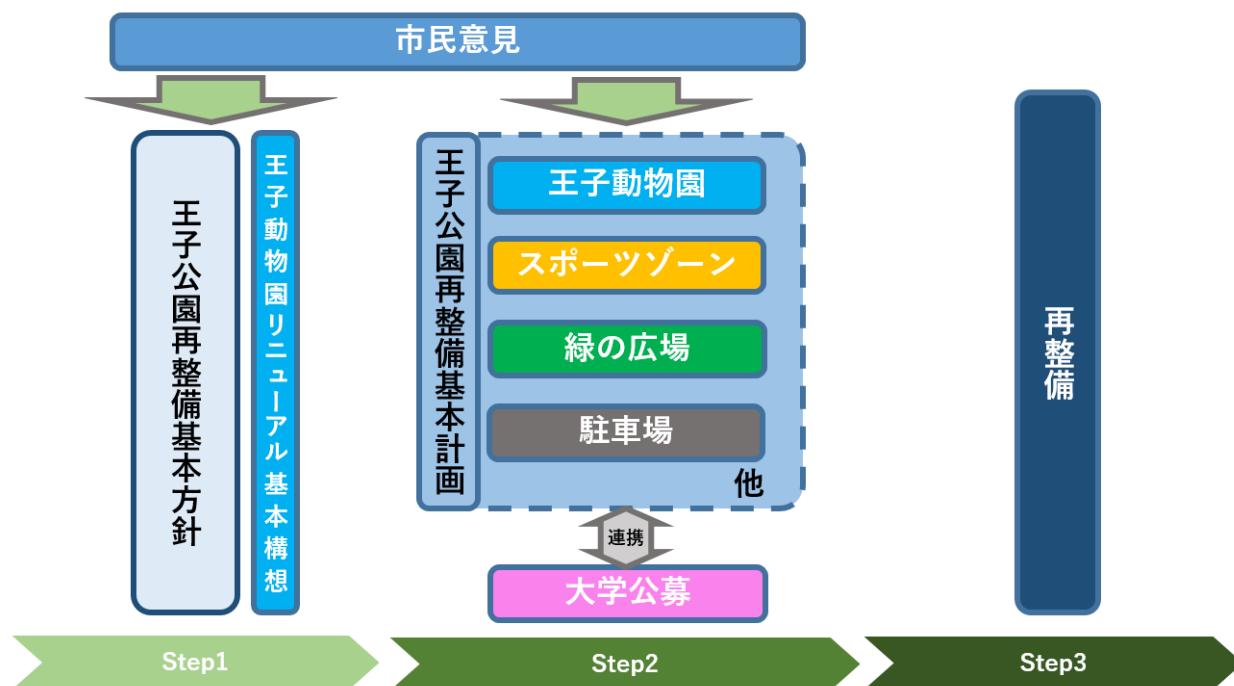 市民意見
王子公園再整備基本方針
王子動物園リニューアル基本構想
王子公園再整備基本計画
王子動物園
スポーツゾーン
緑の広場
駐車場
他
連携
大学公募
再整備
Step1
Step2
Step3